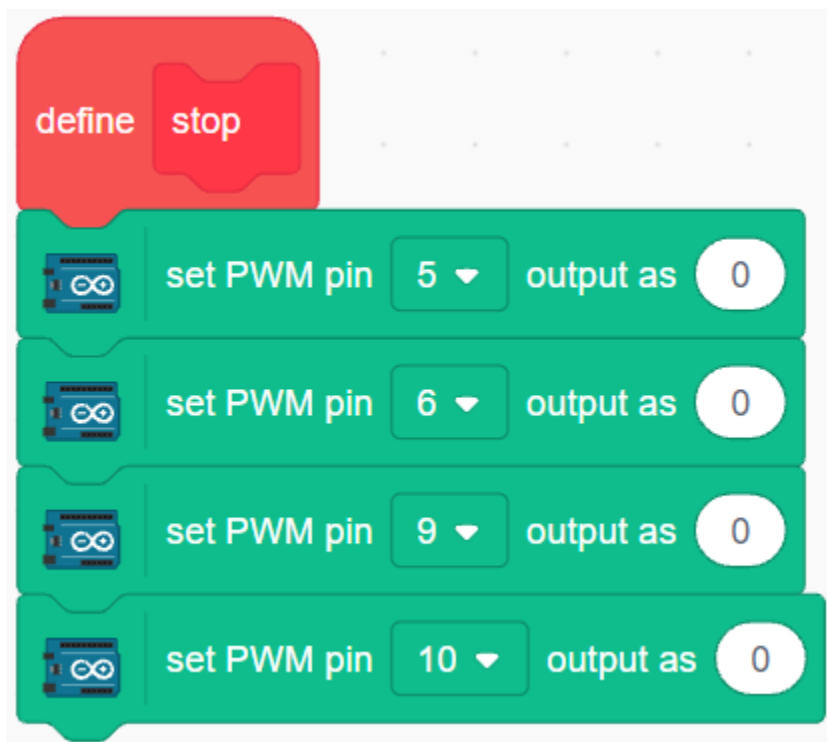 define stop
set PWM pin 5 output as 0
set PWM pin 6 output as 0
set PWM pin 9 output as 0
set PWM pin 10 output as 0